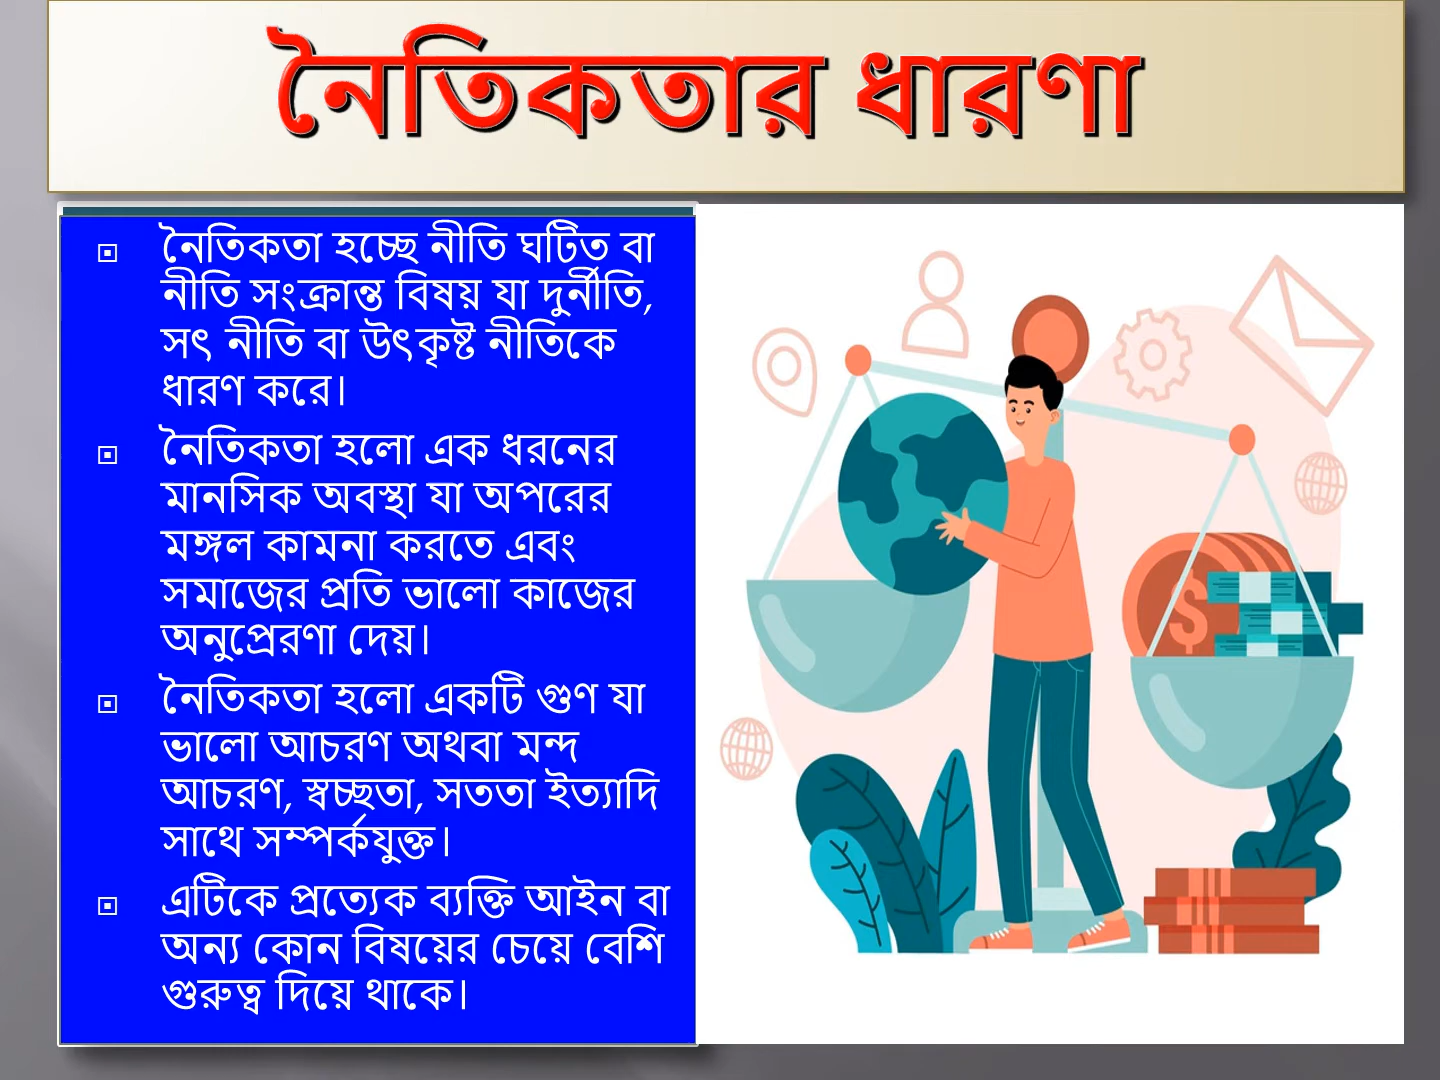 নৈতিকতার ধারণা
নৈতিকতা হচ্ছে নীতি ঘটিত বা
নীতি সংক্রান্ত বিষয় যা দুর্নীতি,
সৎ নীতি বা উৎকৃষ্ট নীতিকে
ধারণ করে।
নৈতিকতা হলো এক ধরনের
মানসিক অবস্থা যা অপরের
মঙ্গল কামনা করতে এবং
সমাজের প্রতি ভালো কাজের
অনুপ্রেরণা দেয়।
নৈতিকতা হলো একটি গুণ যা
ভালো আচরণ অথবা মন্দ
আচরণ, স্বচ্ছতা, সততা ইত্যাদি
সাথে সম্পর্কযুক্ত।
এটিকে প্রত্যেক ব্যক্তি আইন বা
অন্য কোন বিষয়ের চেয়ে বেশি
গুরুত্ব দিয়ে থাকে।
$